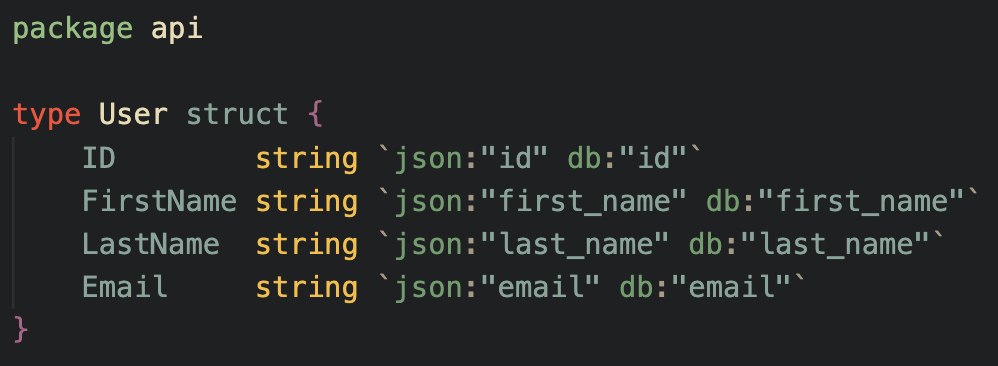 package api
type User struct {
    ID        string `json:"id" db:"id"`
    FirstName string `json:"first_name" db:"first_name"`
    LastName  string `json:"last_name" db:"last_name"`
    Email     string `json:"email" db:"email"`
}